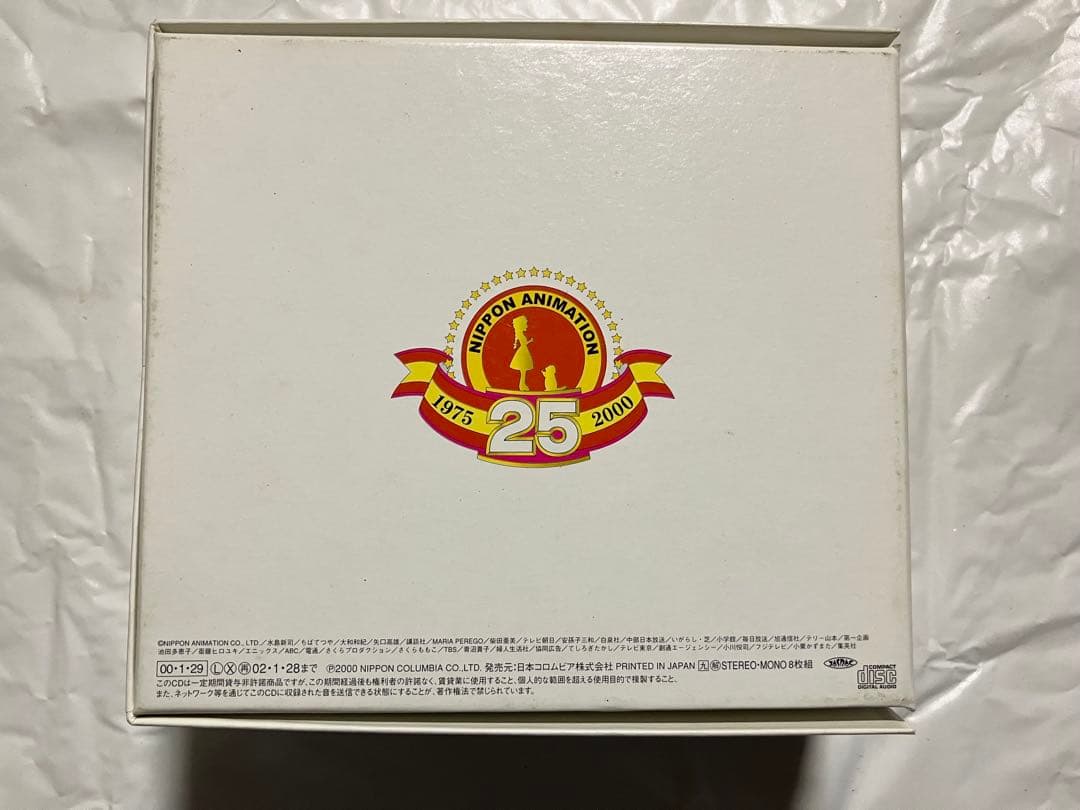 NIPPON ANIMATION
1975 25 2000
©NIPPON ANIMATION CO., LTD./水島新司/ちばてつや/大和和紀/矢口高雄/講談社/MARIA PEREGO/柴田亜美/テレビ朝日/安孫子三和/白泉社/中部日本放送/いがらし・芝/小学館/毎日放送/旭通信社/テリー山本/第一企画
池田多恵子/衛藤ヒロユキ/エニックス/ABC/電通/さくらプロダクション/さくらももこ/TBS/青沼貴子/婦人生活社/協同広告/てしろぎたかし/テレビ東京/創通エージェンシー/小川悦司/フジテレビ/小栗かずまた/集英社
00・1・29 Ⓛ Ⓧ 再 02・1・28まで ℗2000 NIPPON COLUMBIA CO.,LTD. 発売元:日本コロムビア株式会社 PRINTED IN JAPAN 九 STEREO・MONO 8枚組
このCDは一定期間貸与非許諾商品ですが、この期間経過後も権利者の許諾なく、賃貸業に使用すること、個人的な範囲を超える使用目的で複製すること、
また、ネットワーク等を通じてこのCDに収録された音を送信できる状態にすることが、著作権法で禁じられています。
COMPACT
disc
DIGITAL AUDIO